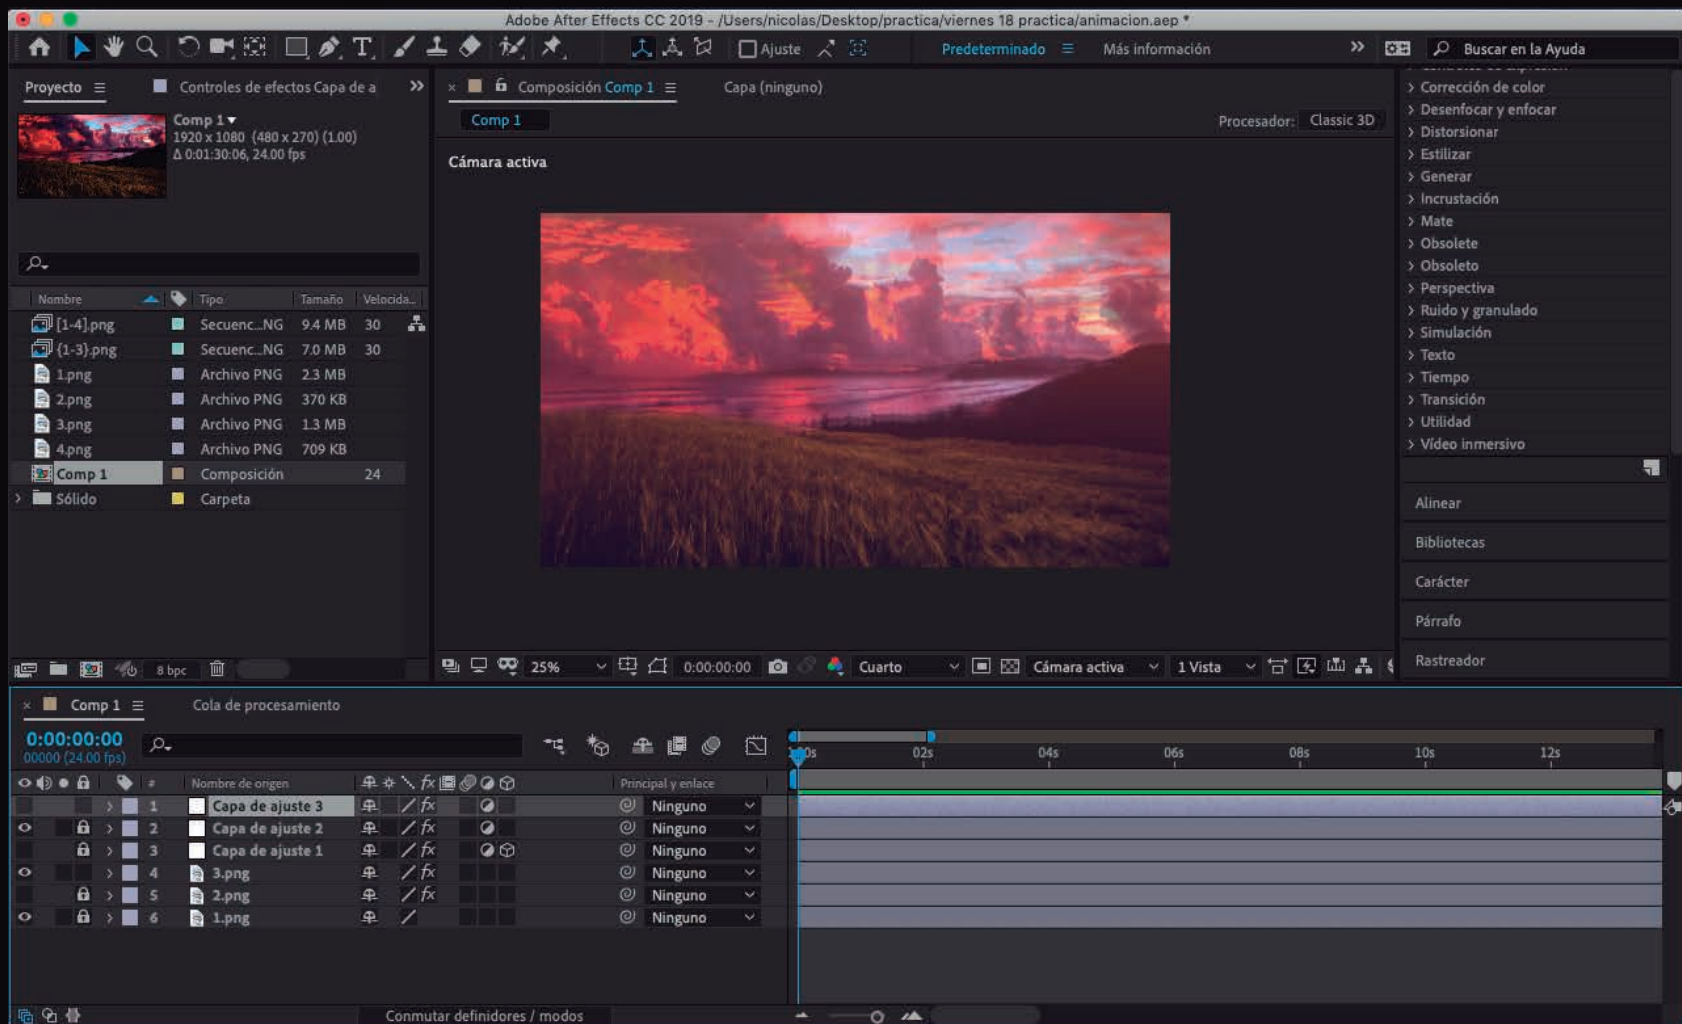 Adobe After Effects CC 2019 - /Users/nicolas/Desktop/practica/viernes 18 practica/animacion.aep *
Ajuste
Predeterminado
Más información
Buscar en la Ayuda
Proyecto
Controles de efectos Capa de a
Comp 1
1920 x 1080 (480 x 270) (1.00)
Δ 0:01:30:06, 24.00 fps
Nombre Tipo Tamaño Velocida...
[1-4].png Secuenc...NG 9.4 MB 30
{1-3}.png Secuenc...NG 7.0 MB 30
1.png Archivo PNG 2.3 MB
2.png Archivo PNG 370 KB
3.png Archivo PNG 1.3 MB
4.png Archivo PNG 709 KB
Comp 1 Composición 24
Sólido Carpeta
8 bpc
Composición Comp 1
Capa (ninguno)
Comp 1
Procesador: Classic 3D
Cámara activa
25% 0:00:00:00 Cuarto Cámara activa 1 Vista
Corrección de color
Desenfocar y enfocar
Distorsionar
Estilizar
Generar
Incrustación
Mate
Obsolete
Obsoleto
Perspectiva
Ruido y granulado
Simulación
Texto
Tiempo
Transición
Utilidad
Vídeo inmersivo
Alinear
Bibliotecas
Carácter
Párrafo
Rastreador
Comp 1
Cola de procesamiento
0:00:00:00
00000 (24.00 fps)
02s 04s 06s 08s 10s 12s
# Nombre de origen fx Principal y enlace
1 Capa de ajuste 3 fx Ninguno
2 Capa de ajuste 2 fx Ninguno
3 Capa de ajuste 1 fx Ninguno
4 3.png fx Ninguno
5 2.png fx Ninguno
6 1.png Ninguno
Conmutar definidores / modos